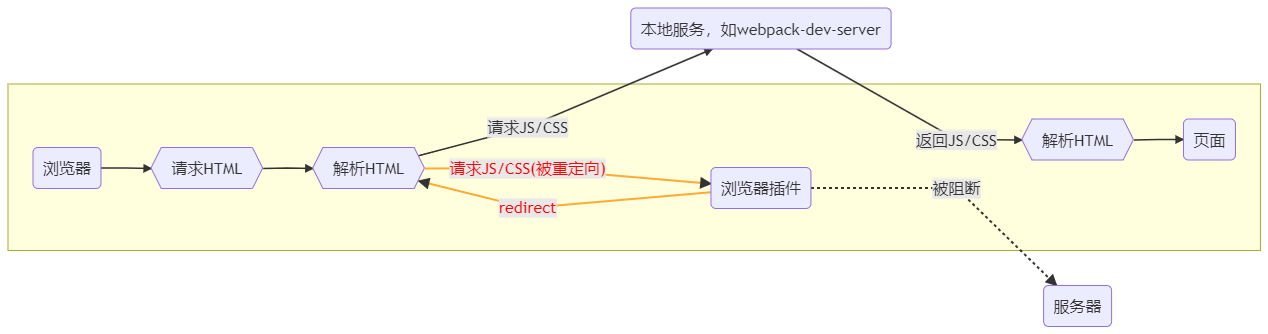 本地服务，如webpack-dev-server
请求JS/CSS
返回JS/CSS
浏览器
请求HTML
解析HTML
请求JS/CSS(被重定向)
redirect
浏览器插件
被阻断
解析HTML
页面
服务器